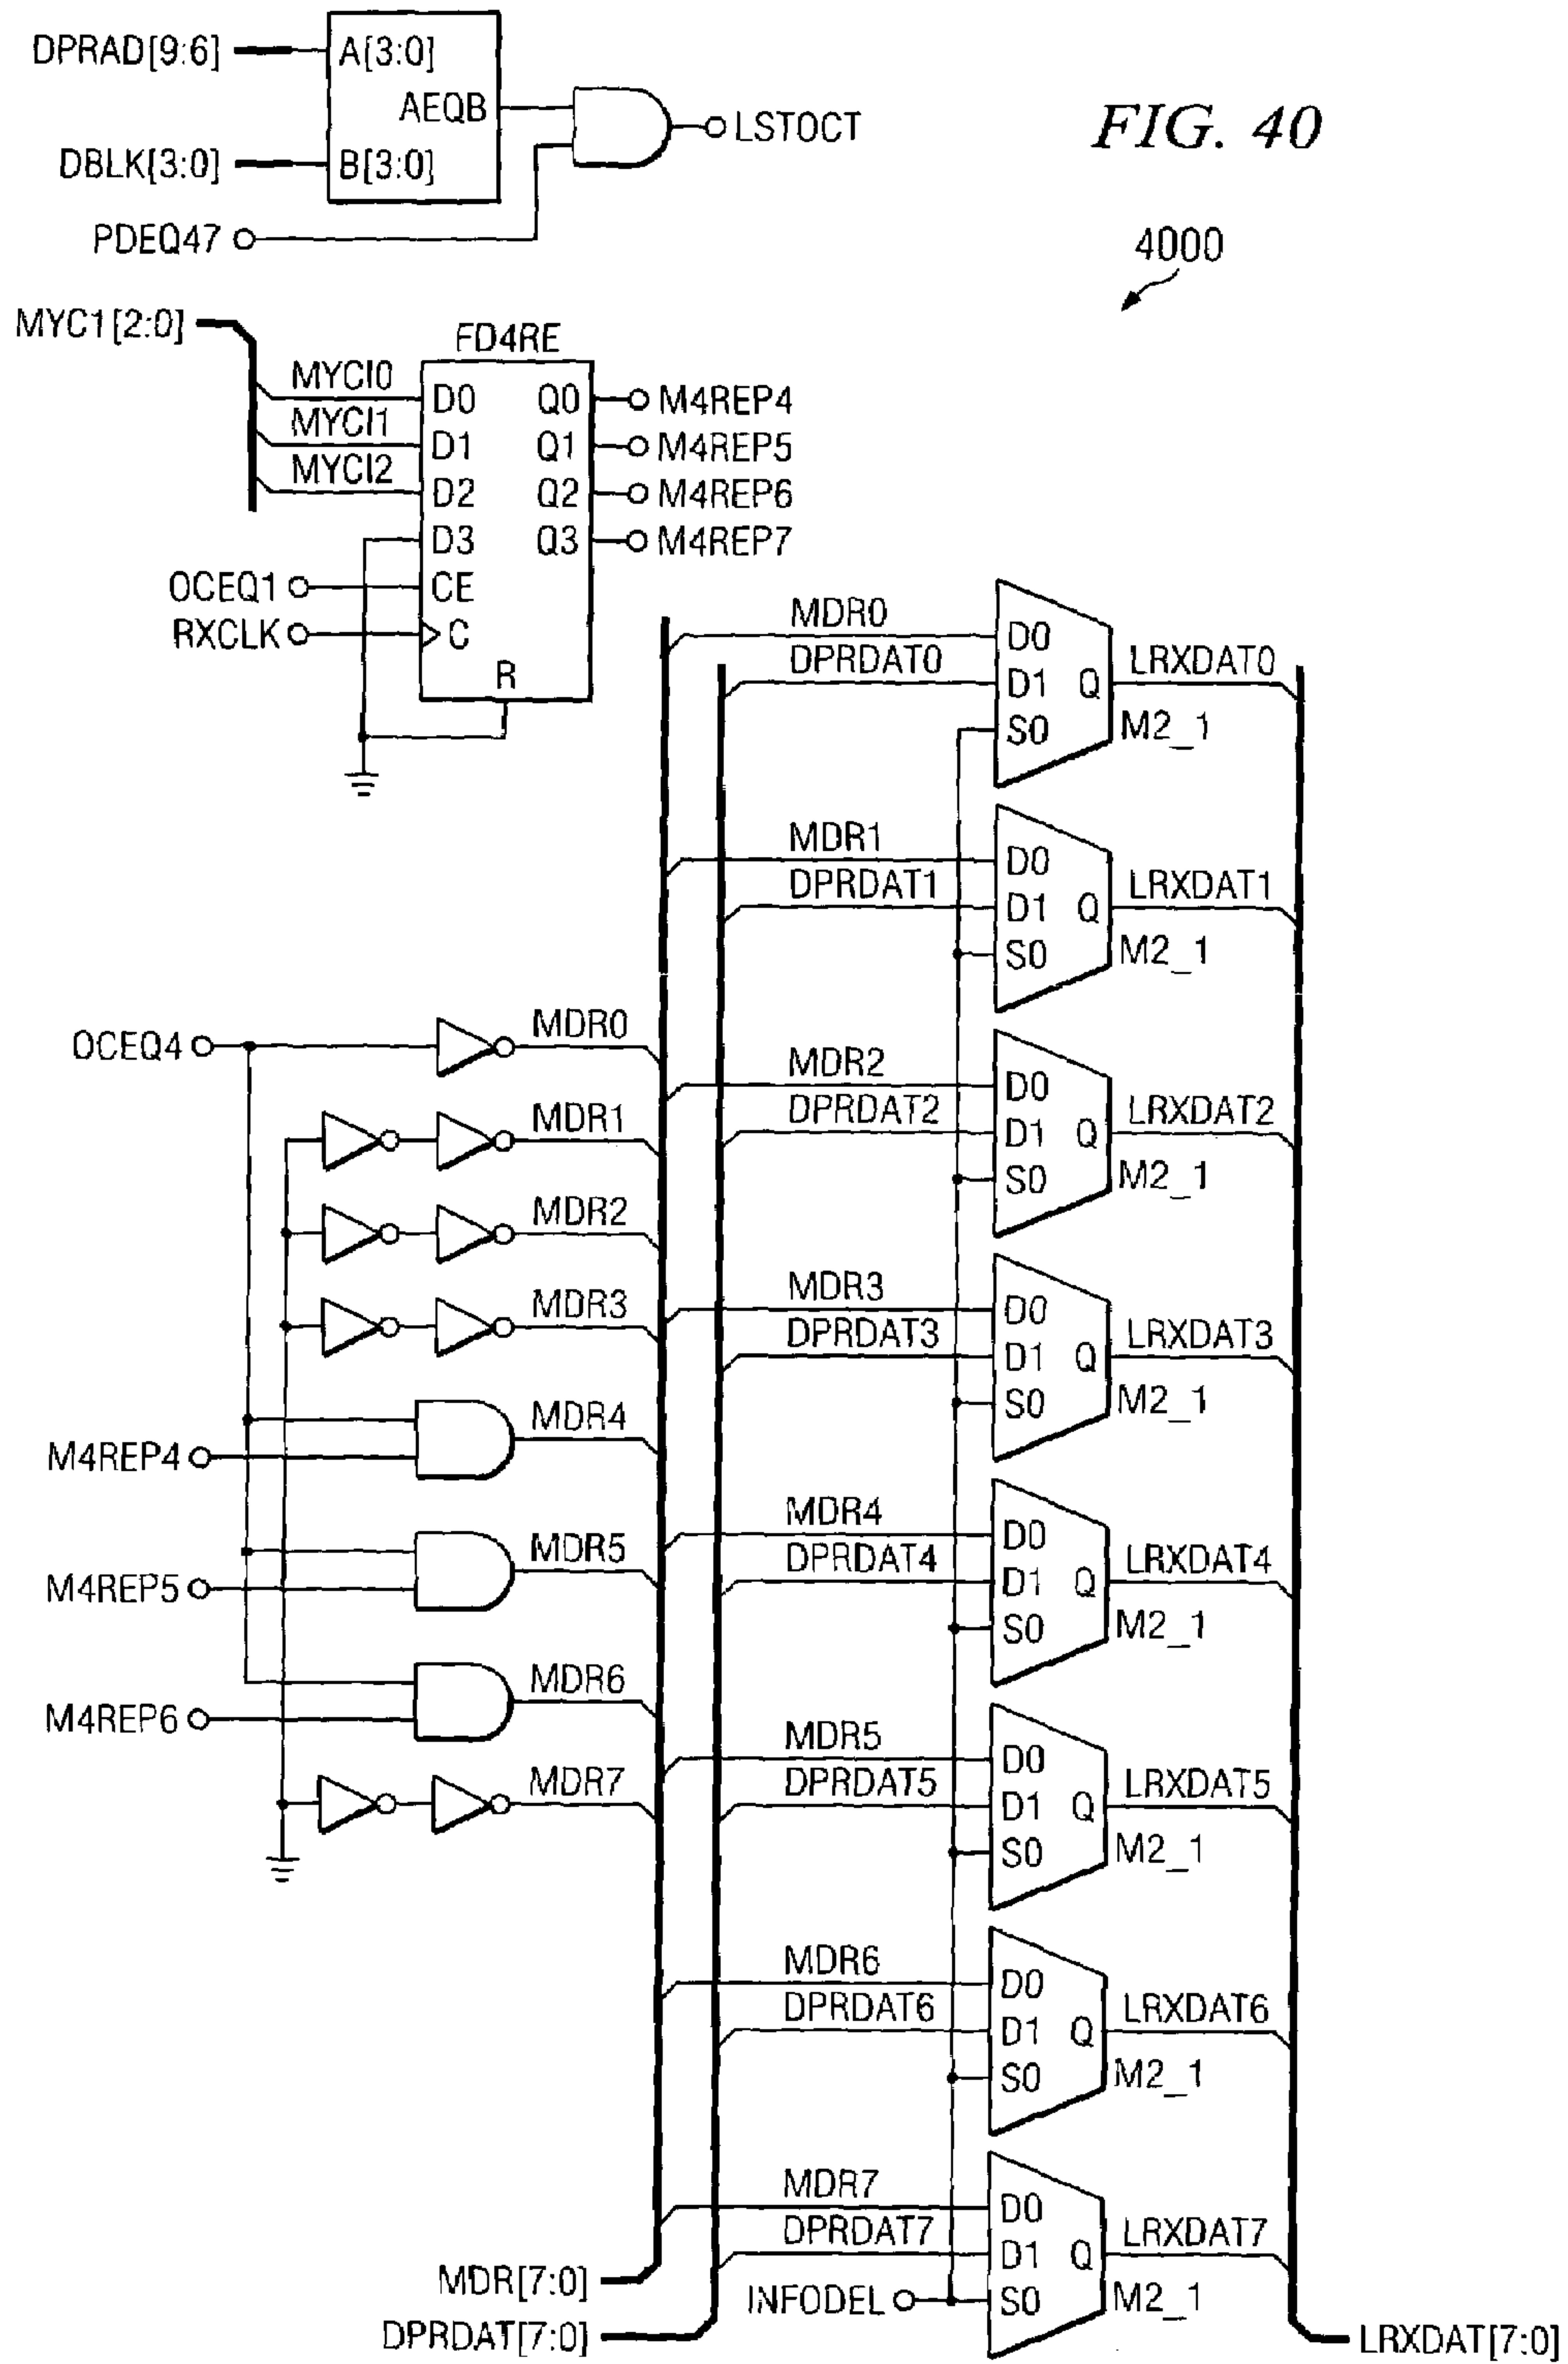 FIG. 40
4000
DPRAD[9:6]
A[3:0]
AEQB
LSTOCT
DBLK[3:0]
B[3:0]
PDEQ47
MYC1[2:0]
FD4RE
MYCI0
D0
Q0
M4REP4
MYCI1
D1
Q1
M4REP5
MYCI2
D2
Q2
M4REP6
D3
Q3
M4REP7
OCEQ1
CE
RXCLK
C
R
MDR0
D0
DPRDAT0
D1
Q
LRXDAT0
S0
M2_1
MDR1
D0
DPRDAT1
D1
Q
LRXDAT1
S0
M2_1
OCEQ4
MDR0
MDR1
MDR2
MDR3
M4REP4
MDR4
M4REP5
MDR5
M4REP6
MDR6
MDR7
MDR2
D0
DPRDAT2
D1
Q
LRXDAT2
S0
M2_1
MDR3
D0
DPRDAT3
D1
Q
LRXDAT3
S0
M2_1
MDR4
D0
DPRDAT4
D1
Q
LRXDAT4
S0
M2_1
MDR5
D0
DPRDAT5
D1
Q
LRXDAT5
S0
M2_1
MDR6
D0
DPRDAT6
D1
Q
LRXDAT6
S0
M2_1
MDR7
D0
DPRDAT7
D1
Q
LRXDAT7
INFODEL
S0
M2_1
MDR[7:0]
DPRDAT[7:0]
LRXDAT[7:0]